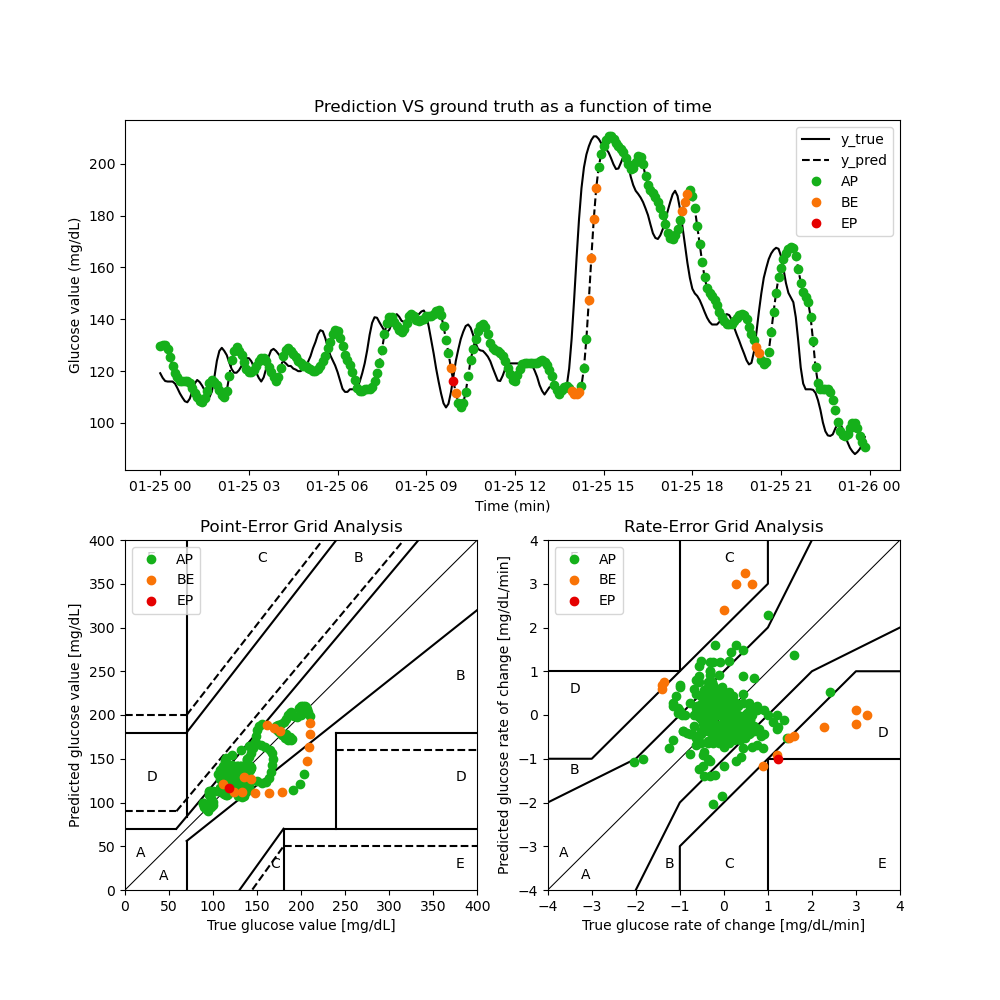 Prediction VS ground truth as a function of time
Glucose value (mg/dL)
200
180
160
140
120
100
y_true
y_pred
AP
BE
EP
01-25 00 01-25 03 01-25 06 01-25 09 01-25 12 01-25 15 01-25 18 01-25 21 01-26 00
Time (min)
Point-Error Grid Analysis
Predicted glucose value [mg/dL]
400
350
300
250
200
150
100
50
0
AP
BE
EP
C
B
B
D
D
A
A
C
E
0 50 100 150 200 250 300 350 400
True glucose value [mg/dL]
Rate-Error Grid Analysis
Predicted glucose rate of change [mg/dL/min]
4
3
2
1
0
−1
−2
−3
−4
AP
BE
EP
C
D
D
B
A
A
B
C
E
−4 −3 −2 −1 0 1 2 3 4
True glucose rate of change [mg/dL/min]